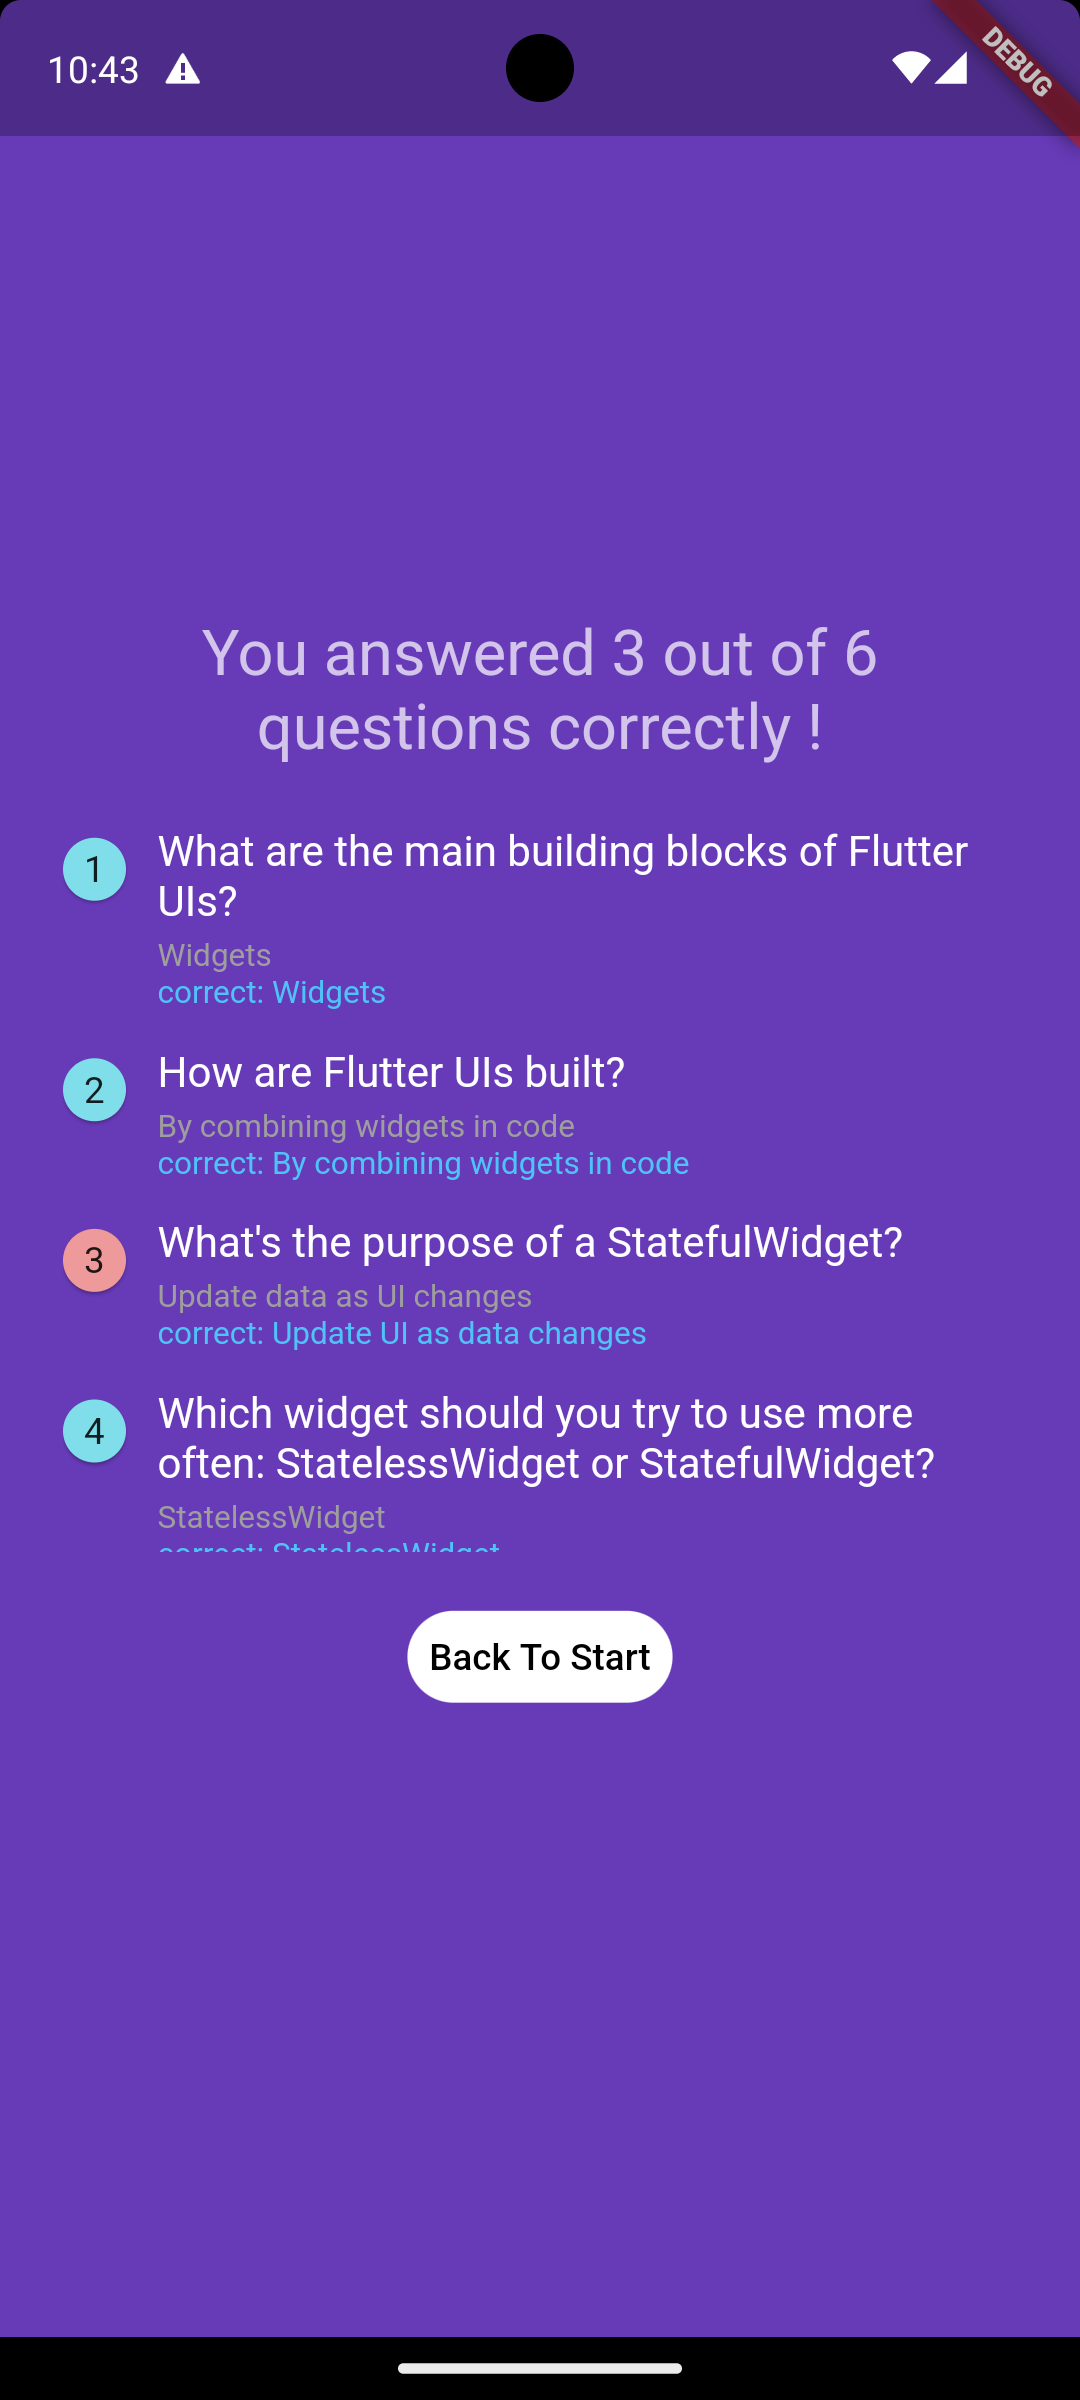 10:43
DEBUG
You answered 3 out of 6
questions correctly !
1
What are the main building blocks of Flutter
UIs?
Widgets
correct: Widgets
2
How are Flutter UIs built?
By combining widgets in code
correct: By combining widgets in code
3
What's the purpose of a StatefulWidget?
Update data as UI changes
correct: Update UI as data changes
4
Which widget should you try to use more
often: StatelessWidget or StatefulWidget?
StatelessWidget
correct: StatelessWidget
Back To Start